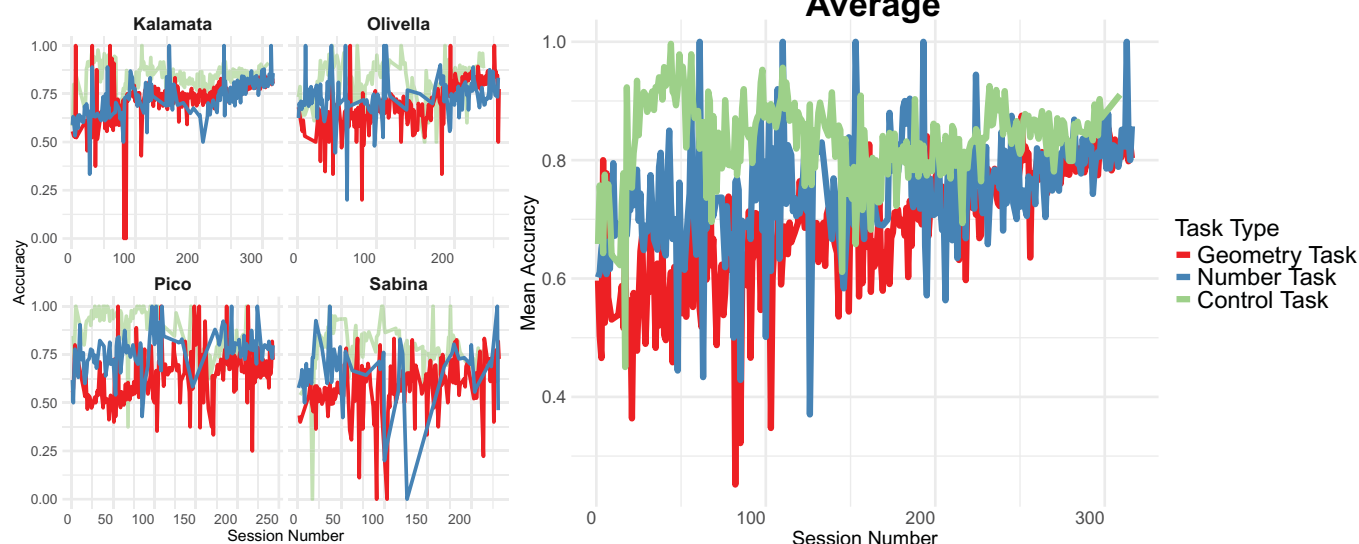 Average
Kalamata
Olivella
1.00
0.75
0.50
0.25
0.00
0
100
200
300
0
100
200
Pico
Sabina
1.00
0.75
0.50
0.25
0.00
0
50
100
150
200
250
0
50
100
150
200
Accuracy
Session Number
1.0
0.8
0.6
0.4
Mean Accuracy
0
100
200
300
Session Number
Task Type
Geometry Task
Number Task
Control Task